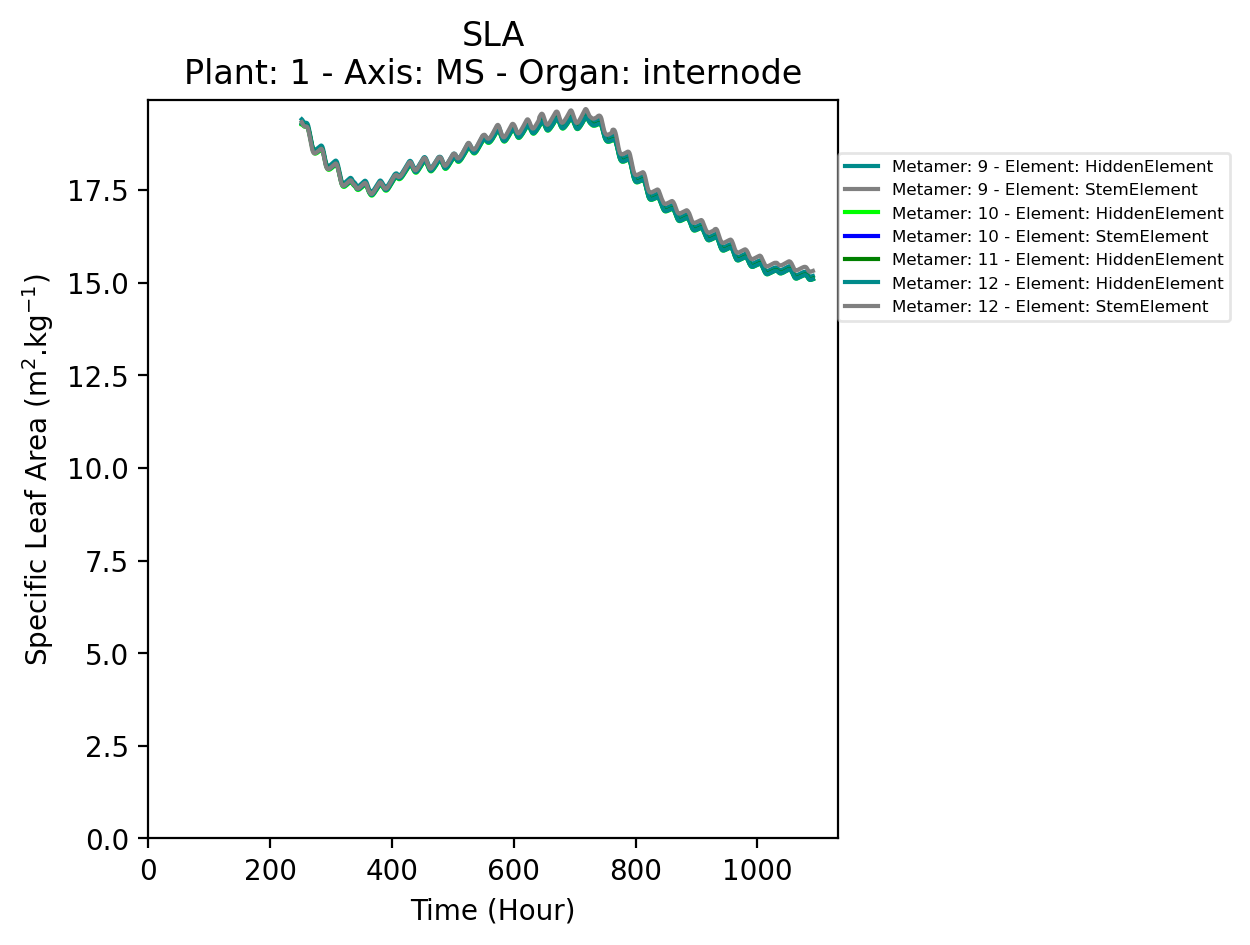 SLA
Plant: 1 - Axis: MS - Organ: internode
Specific Leaf Area (m².kg⁻¹)
17.5
15.0
12.5
10.0
7.5
5.0
2.5
0.0
0 200 400 600 800 1000
Time (Hour)
Metamer: 9 - Element: HiddenElement
Metamer: 9 - Element: StemElement
Metamer: 10 - Element: HiddenElement
Metamer: 10 - Element: StemElement
Metamer: 11 - Element: HiddenElement
Metamer: 12 - Element: HiddenElement
Metamer: 12 - Element: StemElement